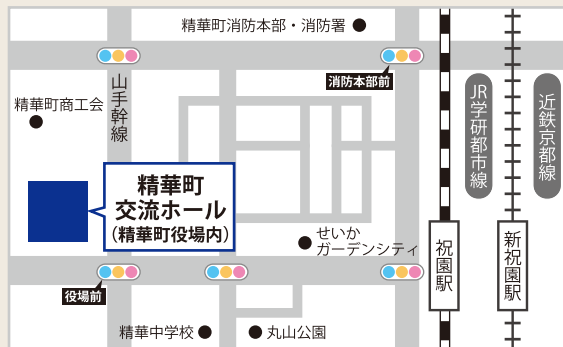 精華町消防本部・消防署
消防本部前
山手幹線
精華町商工会
JR学研都市線
近鉄京都線
精華町
交流ホール
（精華町役場内）
せいか
ガーデンシティ
祝園駅
新祝園駅
役場前
精華中学校
丸山公園